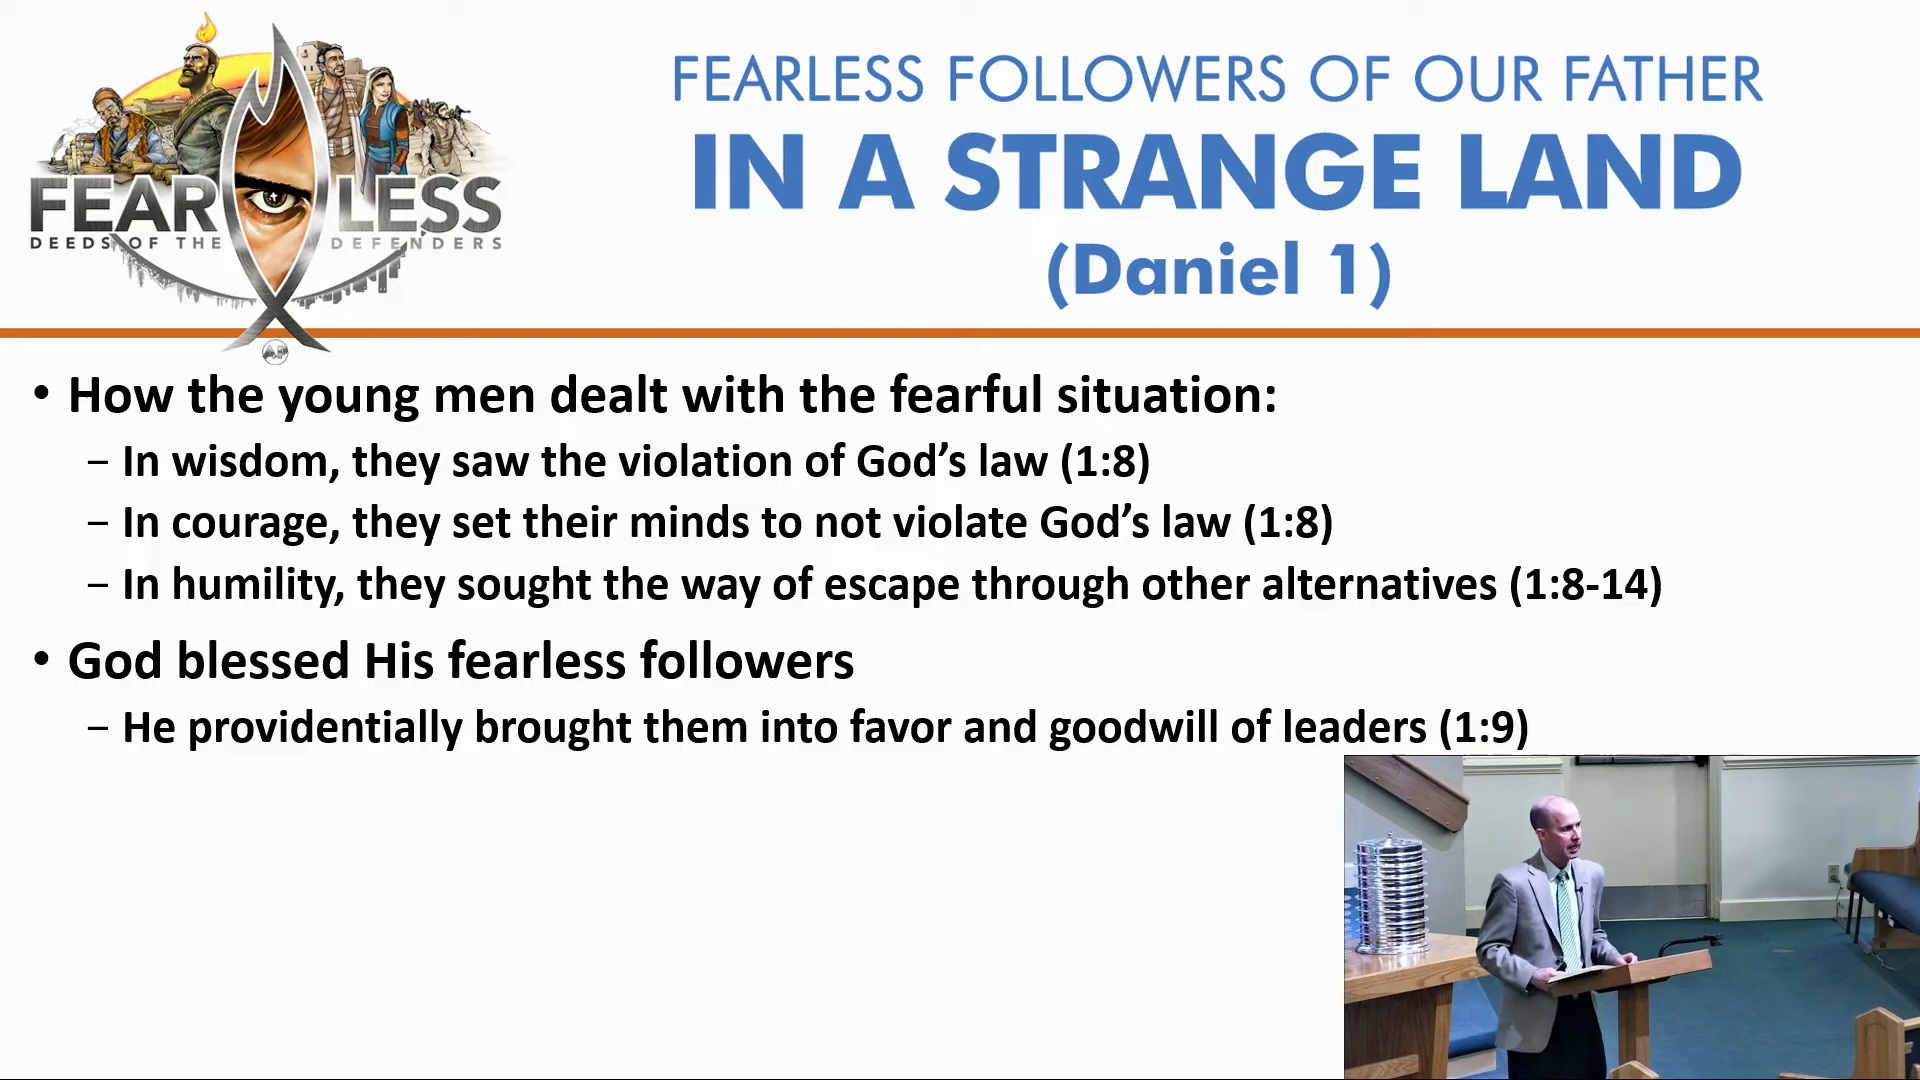 FEARLESS
DEEDS OF THE DEFENDERS
FEARLESS FOLLOWERS OF OUR FATHER
IN A STRANGE LAND
(Daniel 1)
• How the young men dealt with the fearful situation:
– In wisdom, they saw the violation of God’s law (1:8)
– In courage, they set their minds to not violate God’s law (1:8)
– In humility, they sought the way of escape through other alternatives (1:8-14)
• God blessed His fearless followers
– He providentially brought them into favor and goodwill of leaders (1:9)